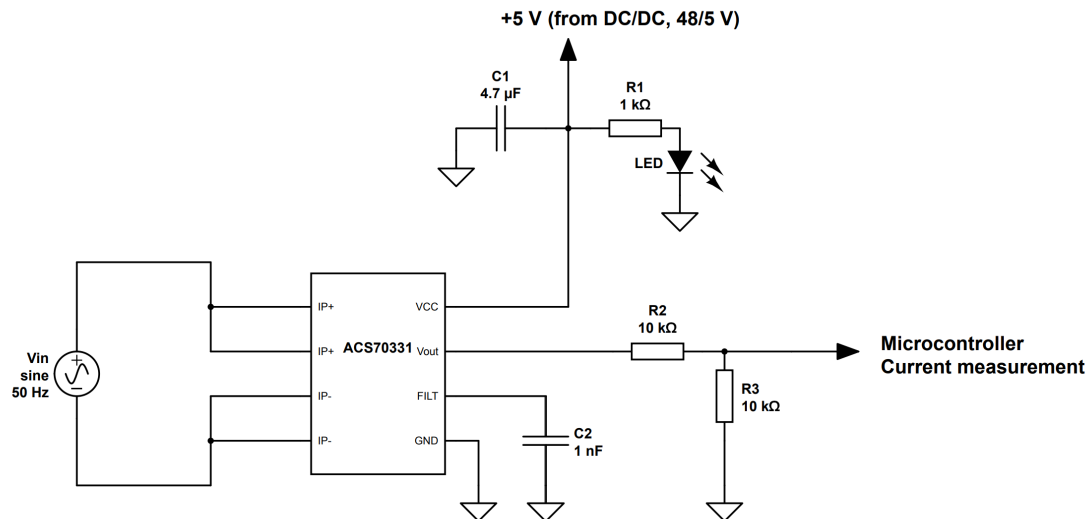 +5 V (from DC/DC, 48/5 V)
C1
4.7 µF
R1
1 kΩ
LED
Vin
sine
50 Hz
+
–
IP+
IP+
IP-
IP-
ACS70331
VCC
Vout
FILT
GND
R2
10 kΩ
R3
10 kΩ
C2
1 nF
Microcontroller
Current measurement